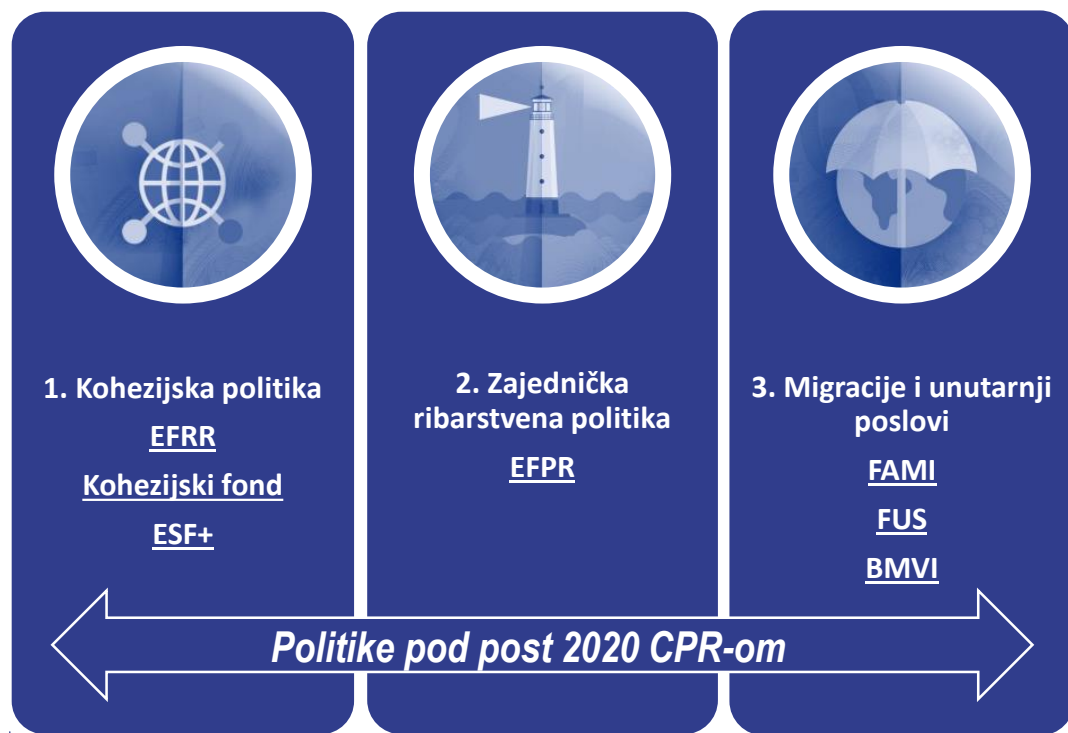 1. Kohezijska politika
EFRR
Kohezijski fond
ESF+
2. Zajednička
ribarstvena politika
EFPR
3. Migracije i unutarnji
poslovi
FAMI
FUS
BMVI
Politike pod post 2020 CPR-om